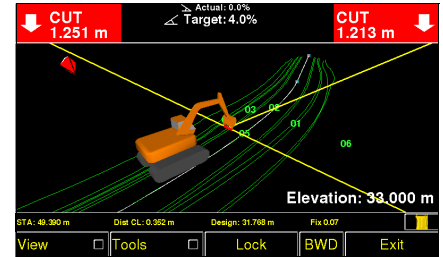 CUT
1.251 m
Actual: 0.0%
Target: 4.0%
CUT
1.213 m
03
02
01
05
06
Elevation: 33.000 m
STA: 49.390 m Dist CL: 0.352 m Design: 31.768 m Fix 0.07
View Tools Lock BWD Exit